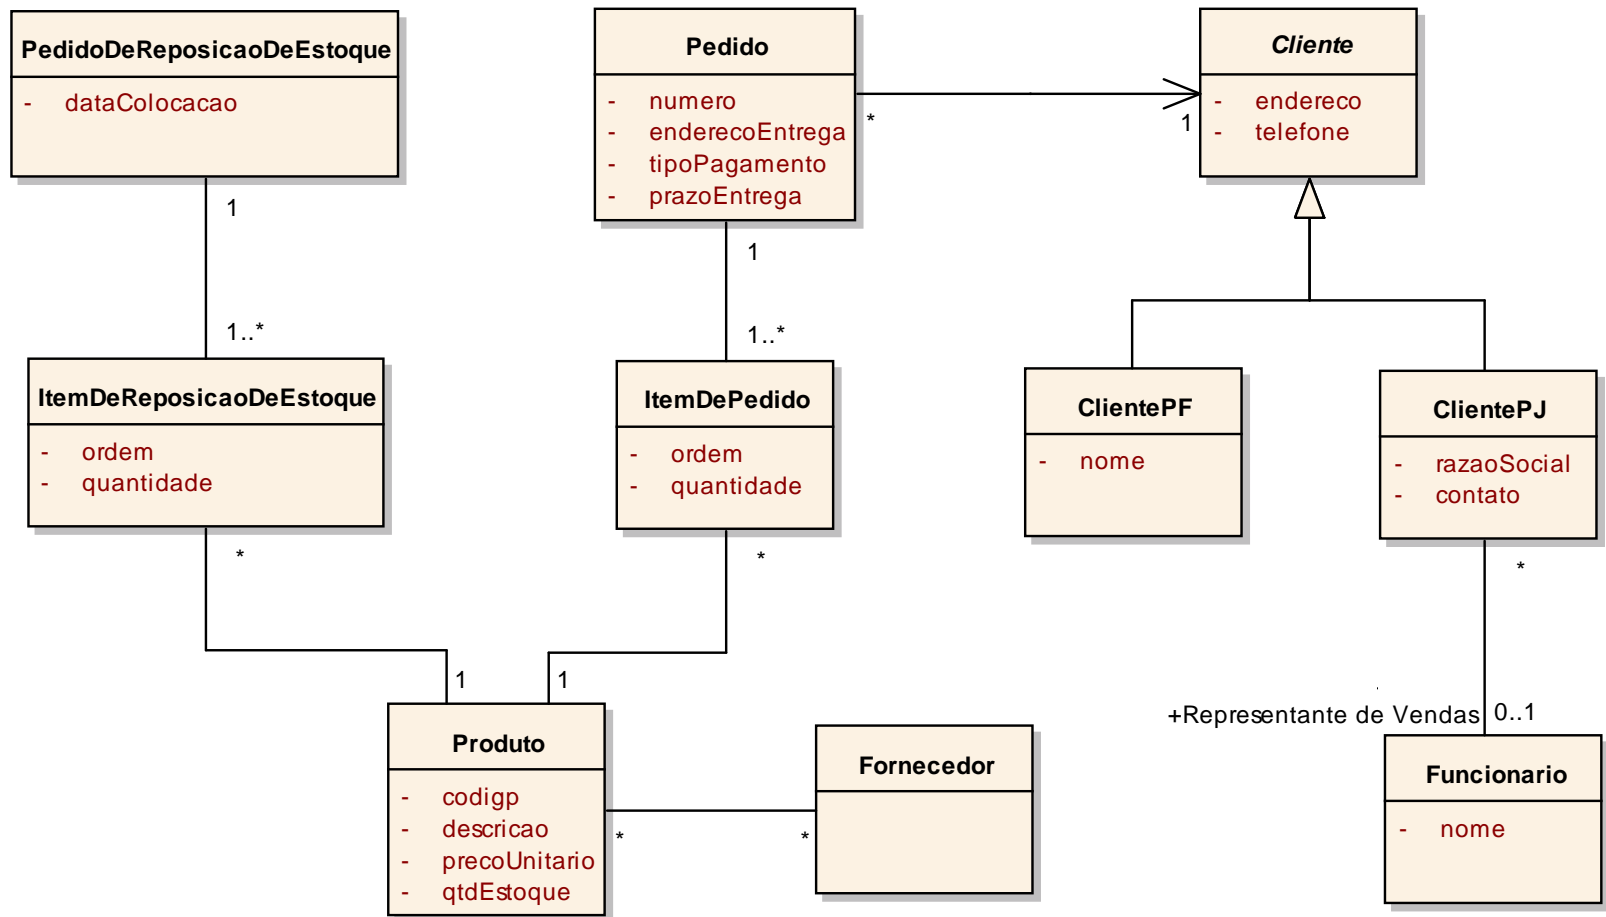 PedidoDeReposicaoDeEstoque
- dataColocacao
1
1..*
ItemDeReposicaoDeEstoque
- ordem
- quantidade
*
1
Pedido
- numero
- enderecoEntrega
- tipoPagamento
- prazoEntrega
*
1
1
1..*
ItemDePedido
- ordem
- quantidade
*
1
Cliente
- endereco
- telefone
ClientePF
- nome
ClientePJ
- razaoSocial
- contato
*
+Representante de Vendas
0..1
Funcionario
- nome
Produto
- codigp
- descricao
- precoUnitario
- qtdEstoque
*
*
Fornecedor